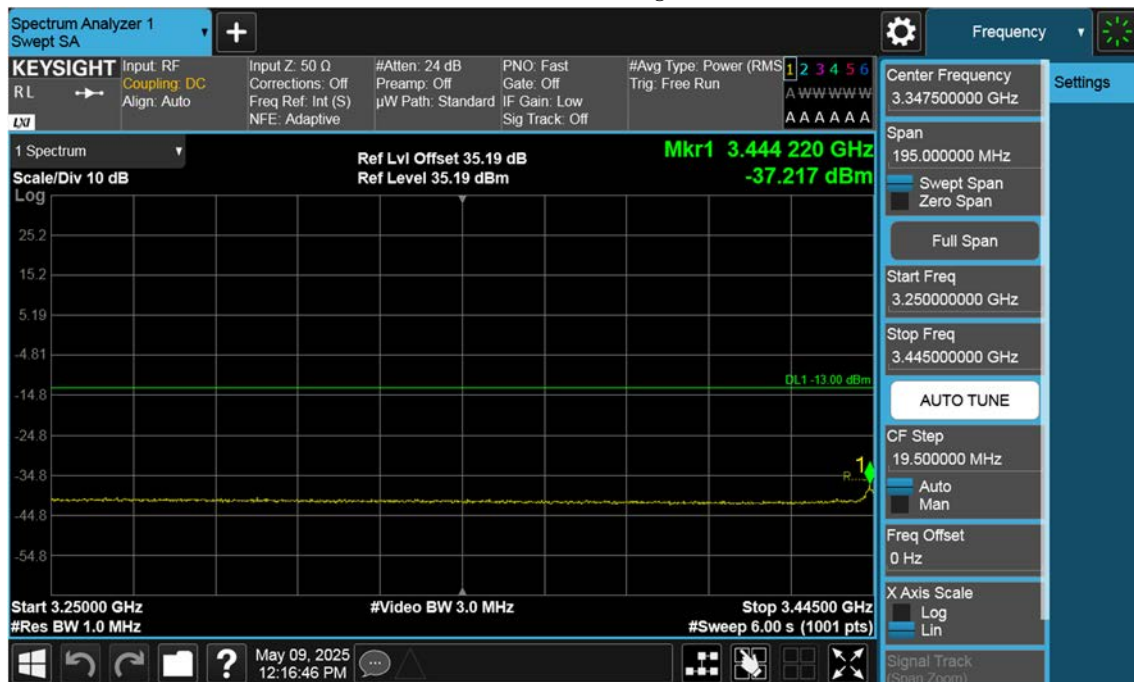 Spectrum Analyzer 1
Swept SA
+
Frequency
KEYSIGHT
RL
LXI
Input: RF
Coupling: DC
Align: Auto
Input Z: 50 Ω
Corrections: Off
Freq Ref: Int (S)
NFE: Adaptive
#Atten: 24 dB
Preamp: Off
µW Path: Standard
PNO: Fast
Gate: Off
IF Gain: Low
Sig Track: Off
#Avg Type: Power (RMS
Trig: Free Run
1 2 3 4 5 6
A W W W W W
A A A A A A
1 Spectrum
Scale/Div 10 dB
Ref Lvl Offset 35.19 dB
Ref Level 35.19 dBm
Mkr1 3.444 220 GHz
-37.217 dBm
Log
25.2
15.2
5.19
-4.81
-14.8
-24.8
-34.8
-44.8
-54.8
DL1 -13.00 dBm
1
R
Start 3.25000 GHz
#Video BW 3.0 MHz
Stop 3.44500 GHz
#Res BW 1.0 MHz
#Sweep 6.00 s (1001 pts)
?
May 09, 2025
12:16:46 PM
Center Frequency
3.347500000 GHz
Settings
Span
195.000000 MHz
Swept Span
Zero Span
Full Span
Start Freq
3.250000000 GHz
Stop Freq
3.445000000 GHz
AUTO TUNE
CF Step
19.500000 MHz
Auto
Man
Freq Offset
0 Hz
X Axis Scale
Log
Lin
Signal Track
(Span Zoom)